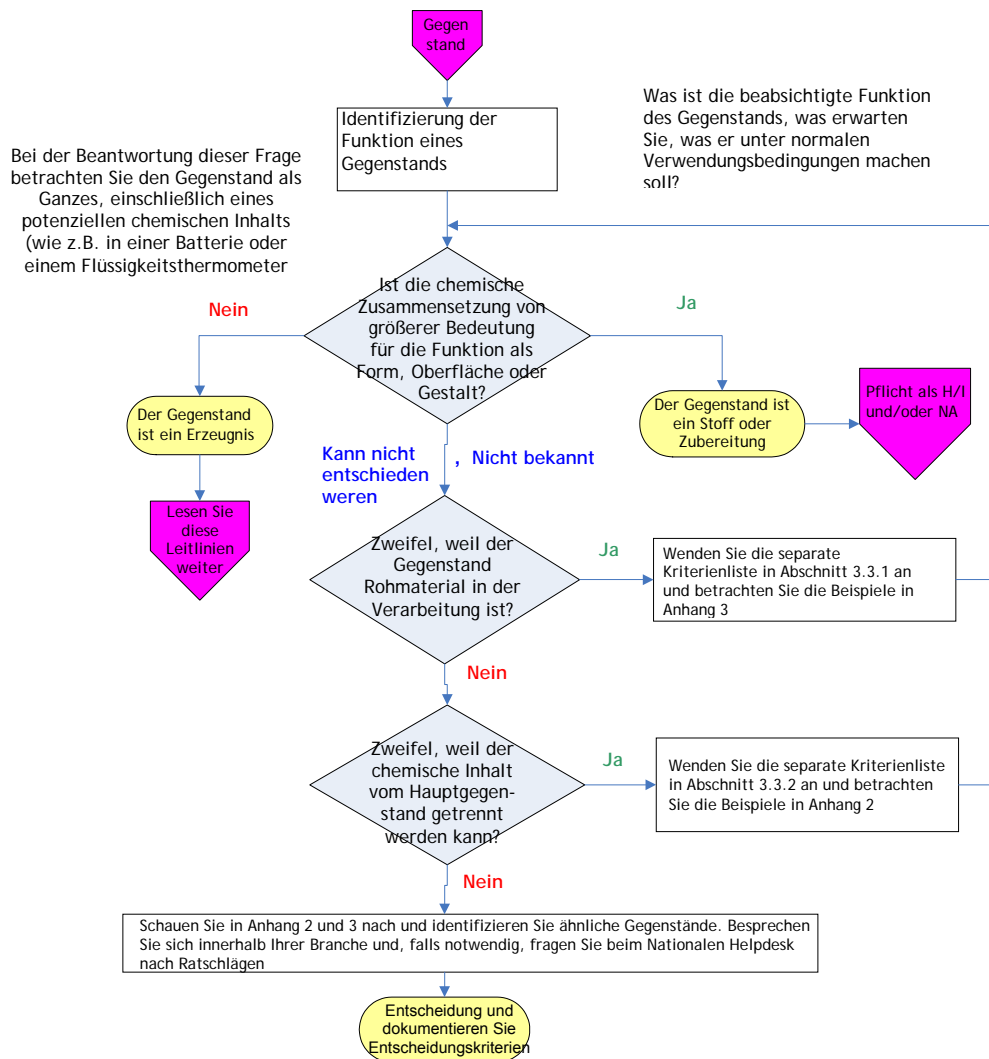 Gegen
stand
Identifizierung der
Funktion eines
Gegenstands
Was ist die beabsichtigte Funktion
des Gegenstands, was erwarten
Sie, was er unter normalen
Verwendungsbedingungen machen
soll?
Bei der Beantwortung dieser Frage
betrachten Sie den Gegenstand als
Ganzes, einschließlich eines
potenziellen chemischen Inhalts
(wie z.B. in einer Batterie oder
einem Flüssigkeitsthermometer
Ist die chemische
Zusammensetzung von
größerer Bedeutung
für die Funktion als
Form, Oberfläche oder
Gestalt?
Nein
Ja
Der Gegenstand
ist ein Erzeugnis
Der Gegenstand ist
ein Stoff oder
Zubereitung
Pflicht als H/I
und/oder NA
Lesen Sie
diese
Leitlinien
weiter
Kann nicht
entschieden
weren
, Nicht bekannt
Zweifel, weil der
Gegenstand
Rohmaterial in der
Verarbeitung ist?
Ja
Wenden Sie die separate
Kriterienliste in Abschnitt 3.3.1 an
und betrachten Sie die Beispiele in
Anhang 3
Nein
Zweifel, weil der
chemische Inhalt
vom Hauptgegen-
stand getrennt
werden kann?
Ja
Wenden Sie die separate Kriterienliste
in Abschnitt 3.3.2 an und betrachten
Sie die Beispiele in Anhang 2
Nein
Schauen Sie in Anhang 2 und 3 nach und identifizieren Sie ähnliche Gegenstände. Besprechen
Sie sich innerhalb Ihrer Branche und, falls notwendig, fragen Sie beim Nationalen Helpdesk
nach Ratschlägen
Entscheidung und
dokumentieren Sie
Entscheidungskriterien